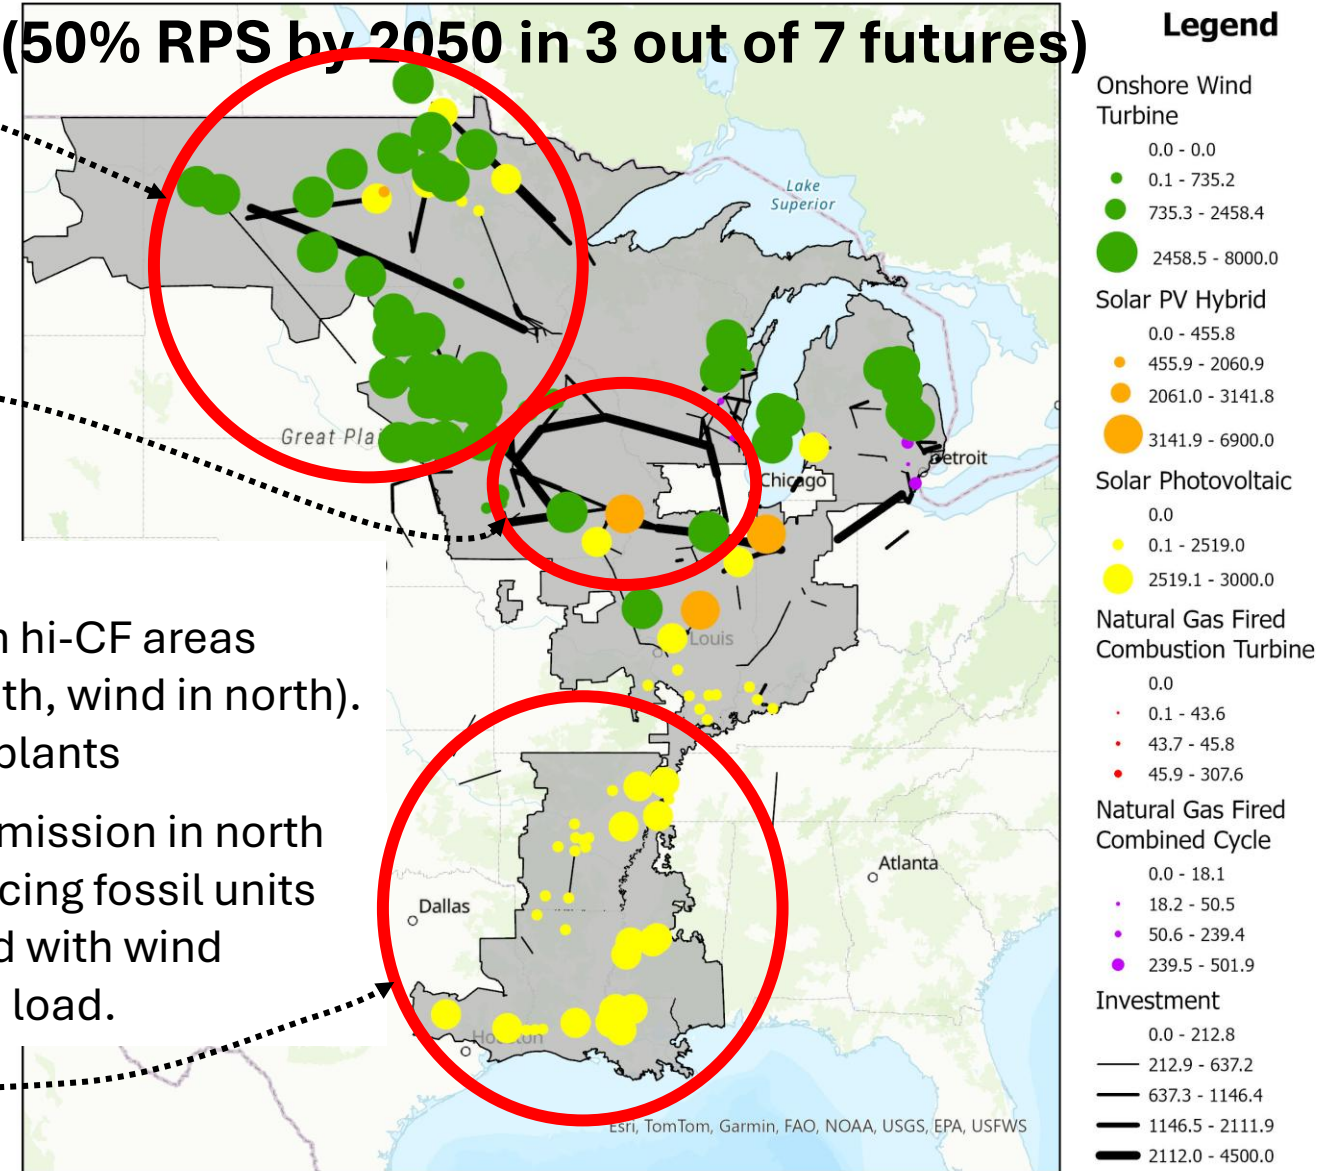 (50% RPS by 2050 in 3 out of 7 futures)
Lake
Superior
Great Pla
Detroit
Chicago
Louis
hi-CF areas
th, wind in north).
plants
mission in north
cing fossil units
d with wind
load.
Dallas
Atlanta
Houston
Esri, TomTom, Garmin, FAO, NOAA, USGS, EPA, USFWS
Legend
Onshore Wind
Turbine
0.0 - 0.0
0.1 - 735.2
735.3 - 2458.4
2458.5 - 8000.0
Solar PV Hybrid
0.0 - 455.8
455.9 - 2060.9
2061.0 - 3141.8
3141.9 - 6900.0
Solar Photovoltaic
0.0
0.1 - 2519.0
2519.1 - 3000.0
Natural Gas Fired
Combustion Turbine
0.0
0.1 - 43.6
43.7 - 45.8
45.9 - 307.6
Natural Gas Fired
Combined Cycle
0.0 - 18.1
18.2 - 50.5
50.6 - 239.4
239.5 - 501.9
Investment
0.0 - 212.8
212.9 - 637.2
637.3 - 1146.4
1146.5 - 2111.9
2112.0 - 4500.0